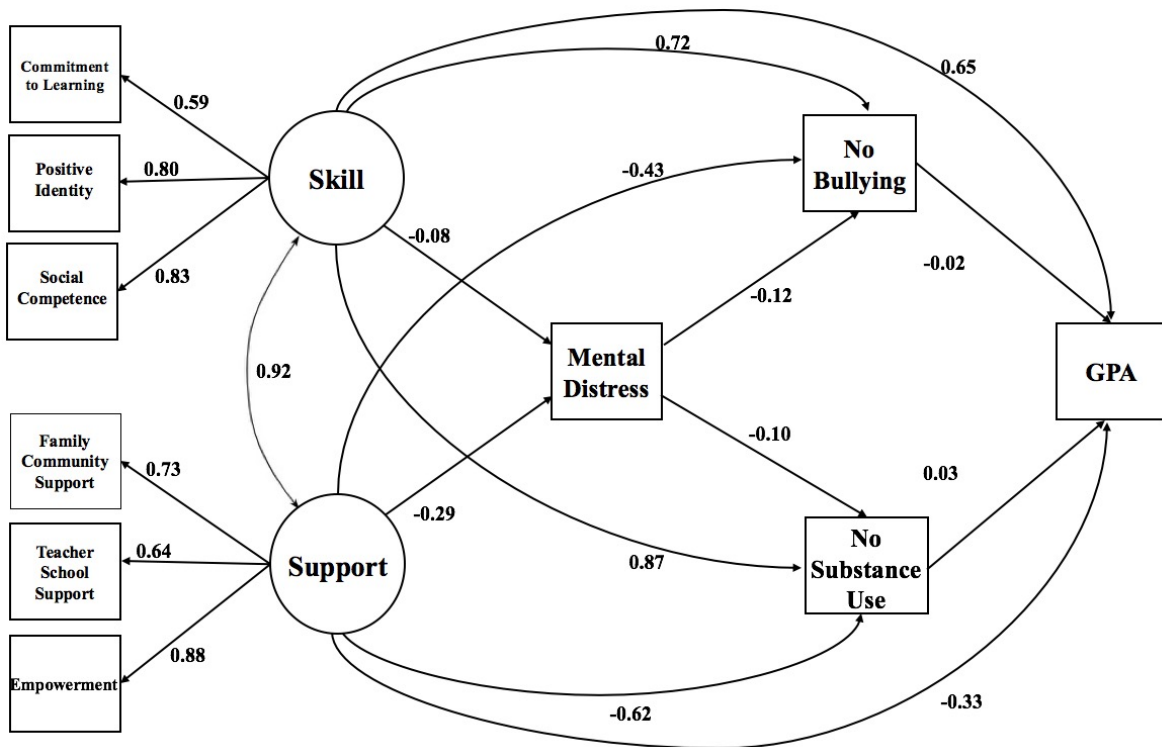 0.72
0.65
Commitment
to Learning
0.59
Positive
Identity
0.80
Skill
No
Bullying
-0.43
-0.08
Social
Competence
0.83
-0.02
-0.12
0.92
Mental
Distress
GPA
Family
Community
Support
0.73
-0.10
0.03
-0.29
Teacher
School
Support
0.64
Support
0.87
No
Substance
Use
0.88
Empowerment
-0.62
-0.33